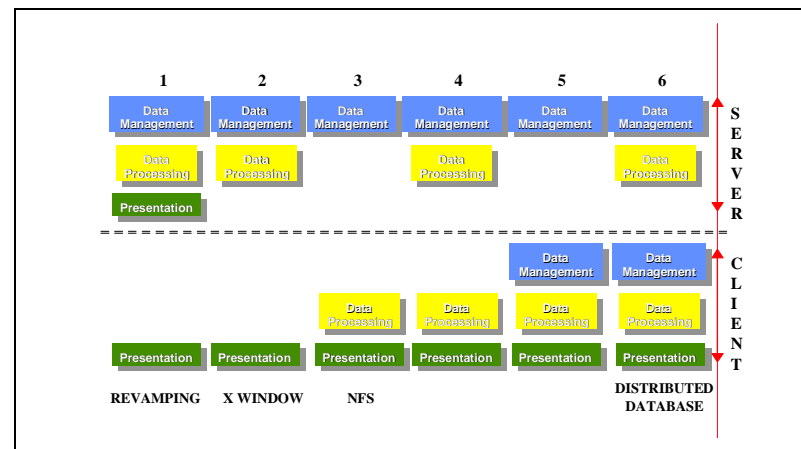 1 2 3 4 5 6
Data Management Data Management Data Management Data Management Data Management Data Management
Data Processing Data Processing Data Processing Data Processing
Presentation
SERVER
Data Management Data Management
Data Processing Data Processing Data Processing Data Processing
Presentation Presentation Presentation Presentation Presentation Presentation
CLIENT
REVAMPING X WINDOW NFS DISTRIBUTED DATABASE